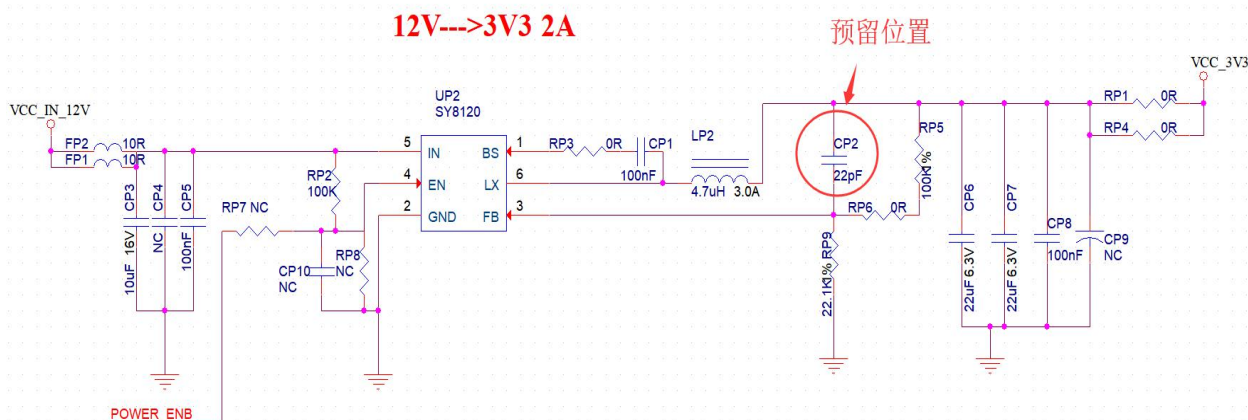 12V--->3V3 2A
预留位置
VCC_3V3
VCC_IN_12V
UP2
SY8120
RP1 0R
RP4 0R
FP2 10R
FP1 10R
5 IN BS 1
4 EN LX 6
2 GND FB 3
RP3 0R
CP1
100nF
LP2
4.7uH 3.0A
CP2
22pF
RP5
100K1%
RP6 0R
RP9
22.1K1%
RP2
100K
RP7 NC
RP8
NC
CP10
NC
CP3
10uF 16V
CP4
NC
CP5
100nF
CP6
22uF 6.3V
CP7
22uF 6.3V
CP8
100nF
CP9
NC
POWER_ENB